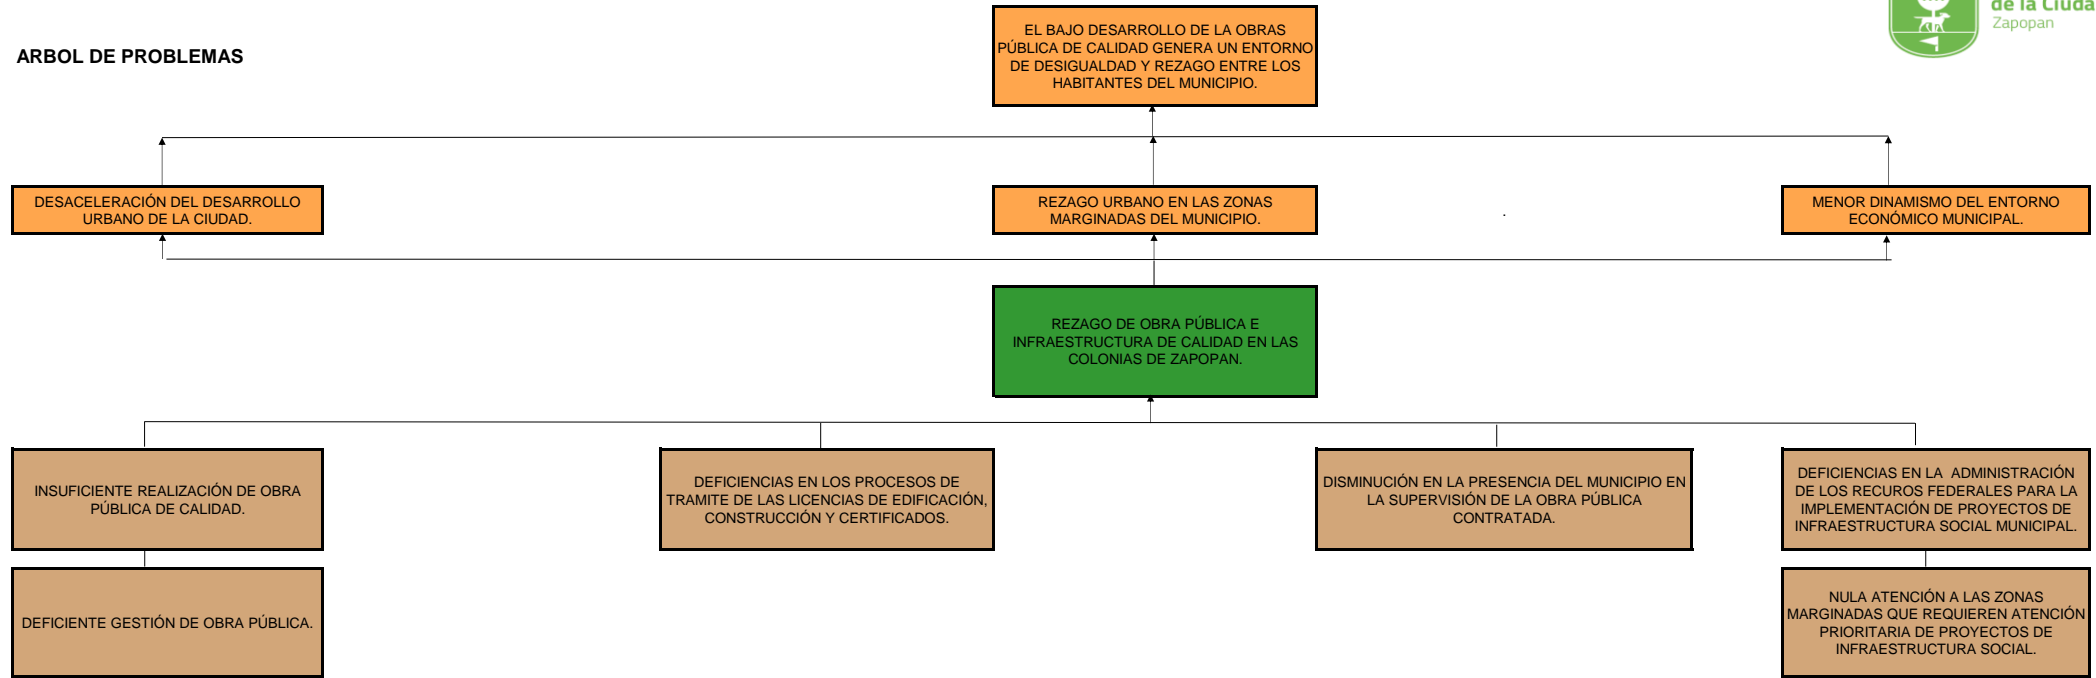 de la Ciuda
Zapopan
ARBOL DE PROBLEMAS
EL BAJO DESARROLLO DE LA OBRAS
PÚBLICA DE CALIDAD GENERA UN ENTORNO
DE DESIGUALDAD Y REZAGO ENTRE LOS
HABITANTES DEL MUNICIPIO.
DESACELERACIÓN DEL DESARROLLO
URBANO DE LA CIUDAD.
REZAGO URBANO EN LAS ZONAS
MARGINADAS DEL MUNICIPIO.
.
MENOR DINAMISMO DEL ENTORNO
ECONÓMICO MUNICIPAL.
REZAGO DE OBRA PÚBLICA E
INFRAESTRUCTURA DE CALIDAD EN LAS
COLONIAS DE ZAPOPAN.
INSUFICIENTE REALIZACIÓN DE OBRA
PÚBLICA DE CALIDAD.
DEFICIENCIAS EN LOS PROCESOS DE
TRAMITE DE LAS LICENCIAS DE EDIFICACIÓN,
CONSTRUCCIÓN Y CERTIFICADOS.
DISMINUCIÓN EN LA PRESENCIA DEL MUNICIPIO EN
LA SUPERVISIÓN DE LA OBRA PÚBLICA
CONTRATADA.
DEFICIENCIAS EN LA  ADMINISTRACIÓN
DE LOS RECUROS FEDERALES PARA LA
IMPLEMENTACIÓN DE PROYECTOS DE
INFRAESTRUCTURA SOCIAL MUNICIPAL.
DEFICIENTE GESTIÓN DE OBRA PÚBLICA.
NULA ATENCIÓN A LAS ZONAS
MARGINADAS QUE REQUIEREN ATENCIÓN
PRIORITARIA DE PROYECTOS DE
INFRAESTRUCTURA SOCIAL.